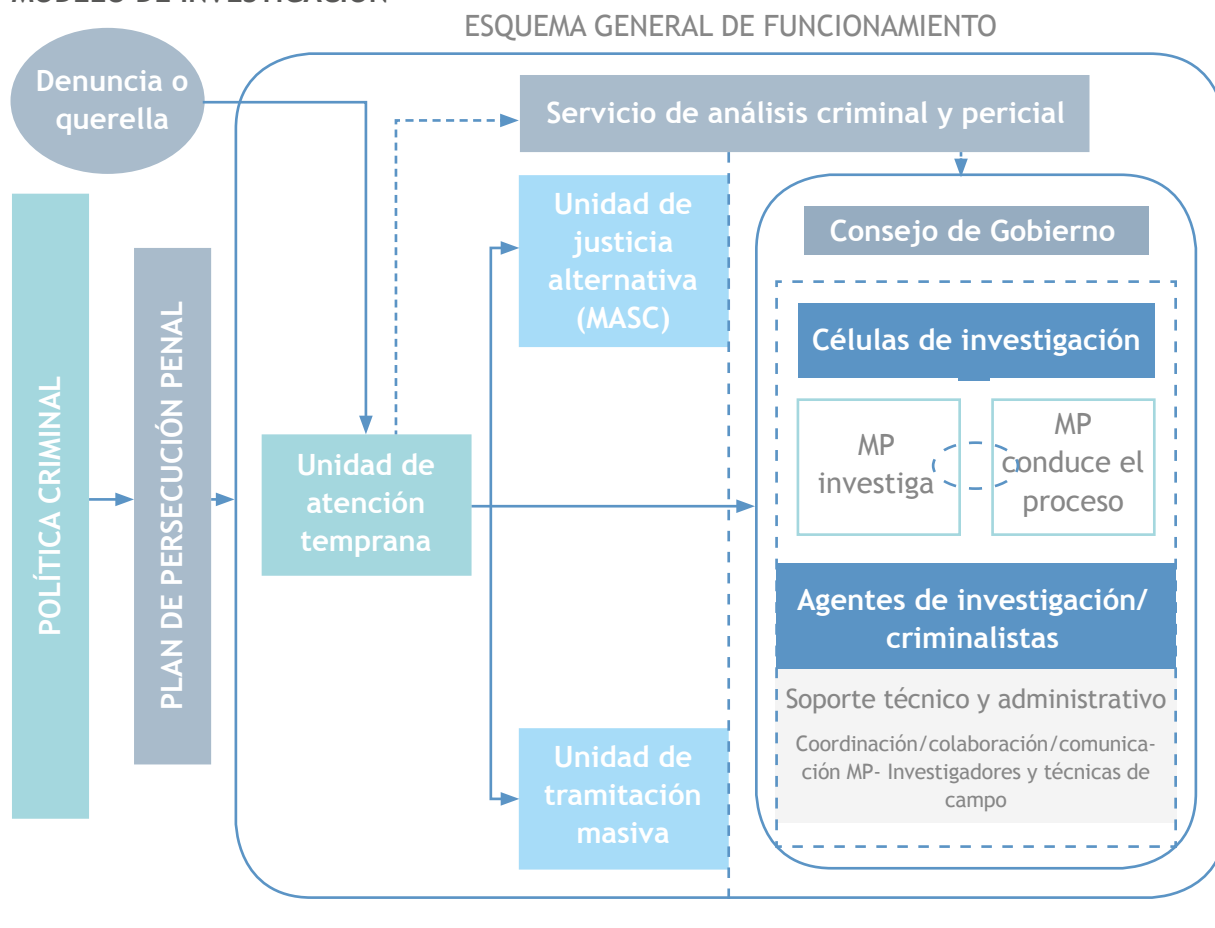 MODELO DE INVESTIGACIÓN
ESQUEMA GENERAL DE FUNCIONAMIENTO
Denuncia o
querella
Servicio de análisis criminal y pericial
POLÍTICA CRIMINAL
PLAN DE PERSECUCIÓN PENAL
Unidad de
atención
temprana
Unidad de
justicia
alternativa
(MASC)
Unidad de
tramitación
masiva
Consejo de Gobierno
Células de investigación
MP
investiga
MP
conduce el
proceso
Agentes de investigación/
criminalistas
Soporte técnico y administrativo
Coordinación/colaboración/comunica-
ción MP- Investigadores y técnicas de
campo